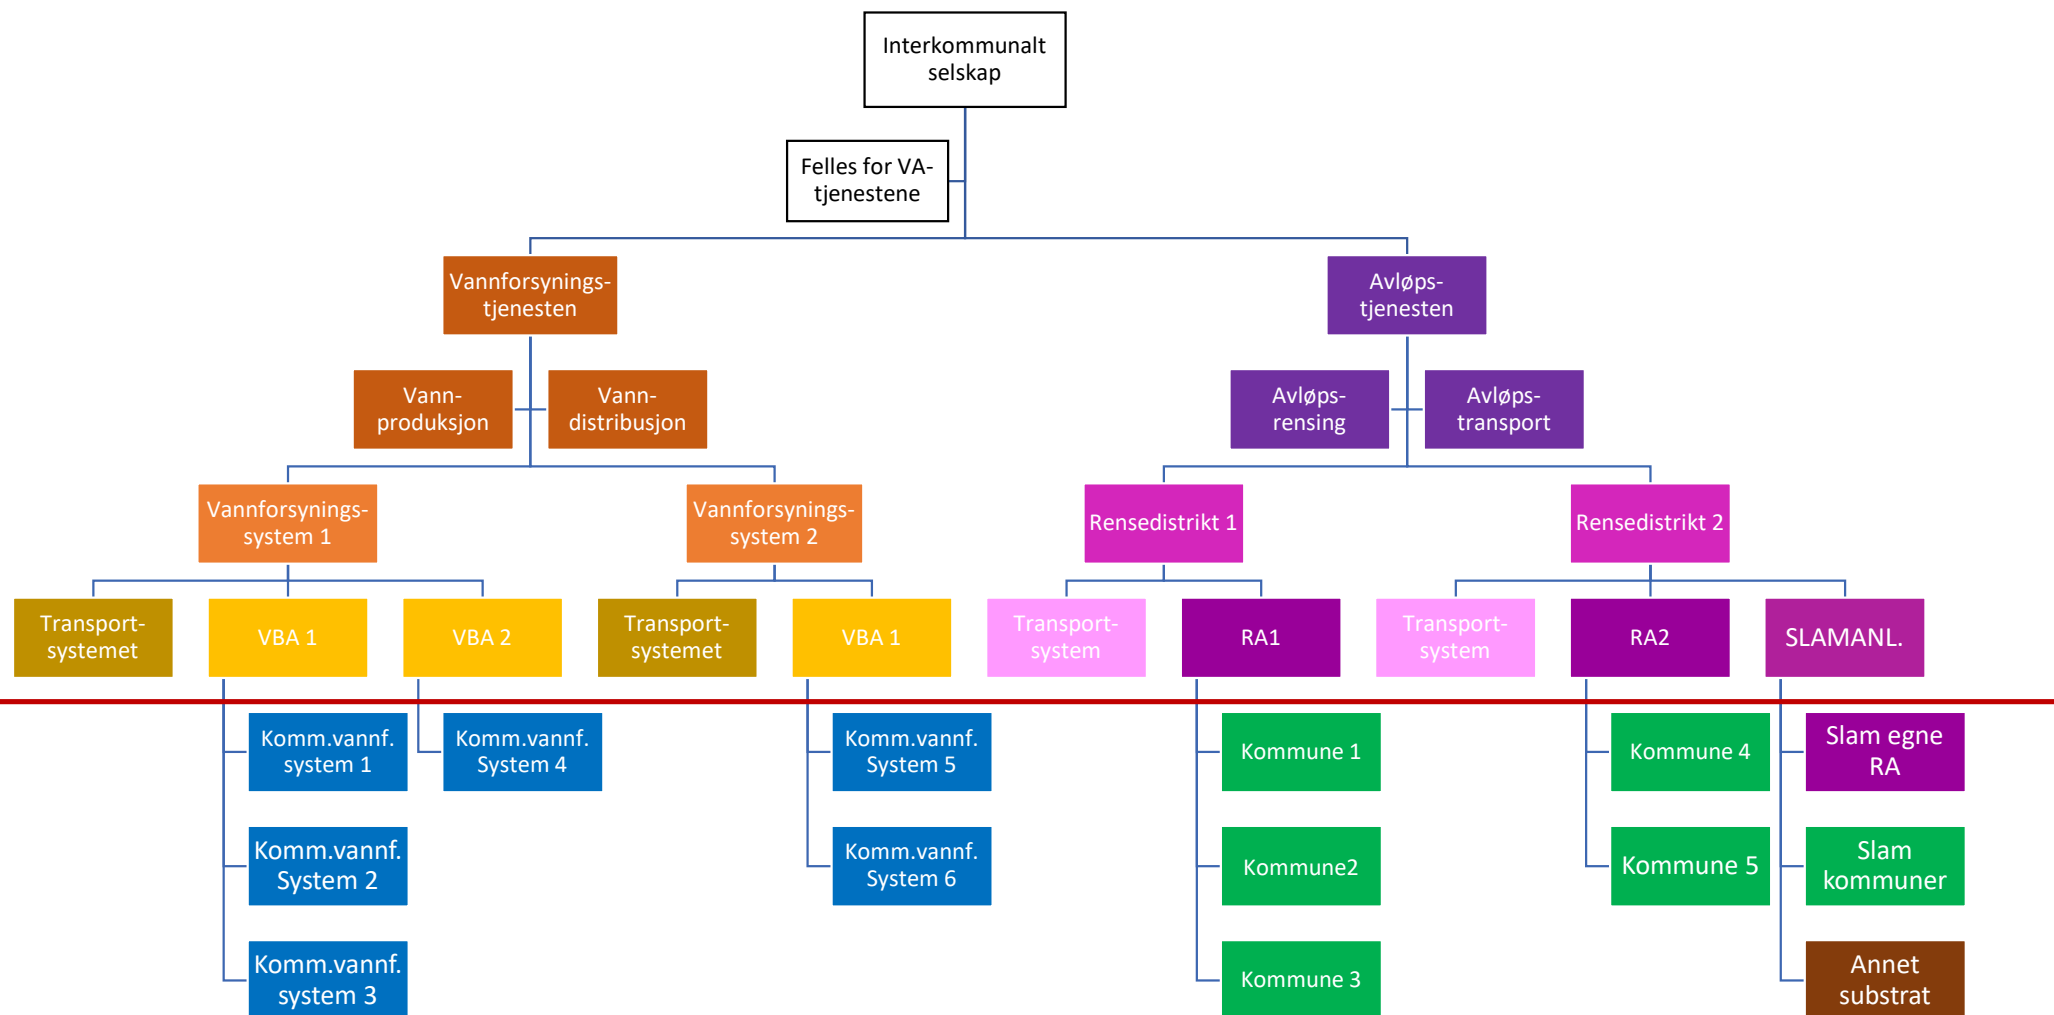 Interkommunalt
selskap
Felles for VA-
tjenestene
Vannforsynings-
tjenesten
Avløps-
tjenesten
Vann-
produksjon
Vann-
distribusjon
Avløps-
rensing
Avløps-
transport
Vannforsynings-
system 1
Vannforsynings-
system 2
Rensedistrikt 1
Rensedistrikt 2
Transport-
systemet
VBA 1
VBA 2
Transport-
systemet
VBA 1
Transport-
system
RA1
Transport-
system
RA2
SLAMANL.
Komm.vannf.
system 1
Komm.vannf.
System 4
Komm.vannf.
System 5
Kommune 1
Kommune 4
Slam egne
RA
Komm.vannf.
System 2
Komm.vannf.
System 6
Kommune2
Kommune 5
Slam
kommuner
Komm.vannf.
system 3
Kommune 3
Annet
substrat